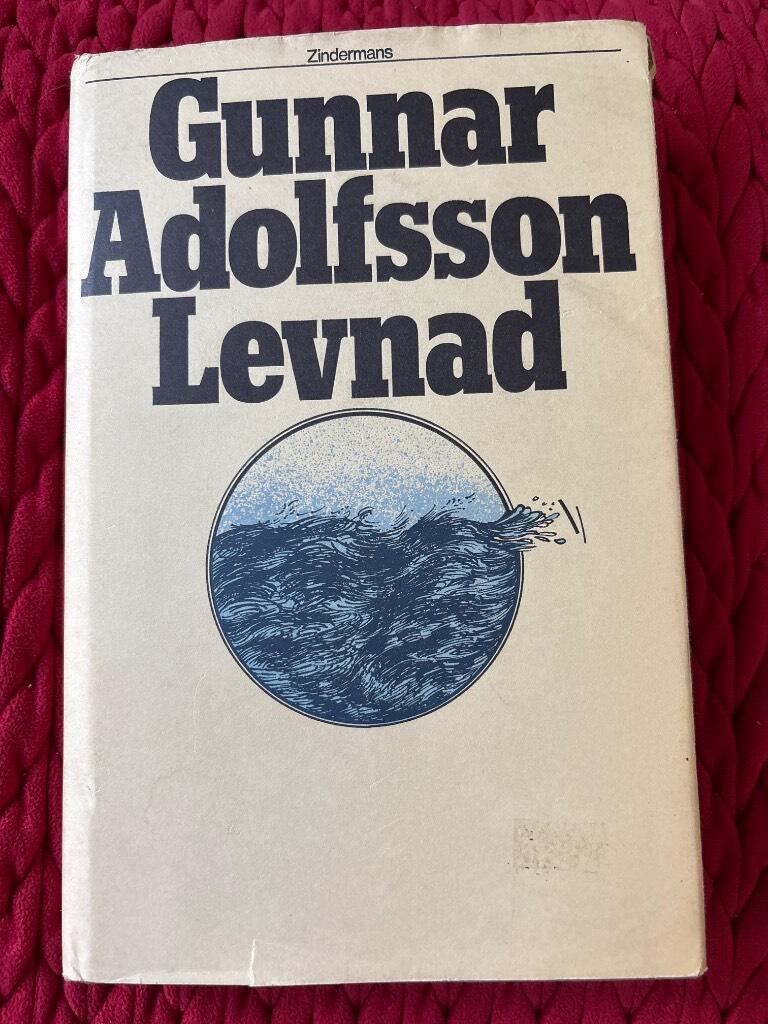 Zindermans
Gunnar
Adolfsson
Levnad